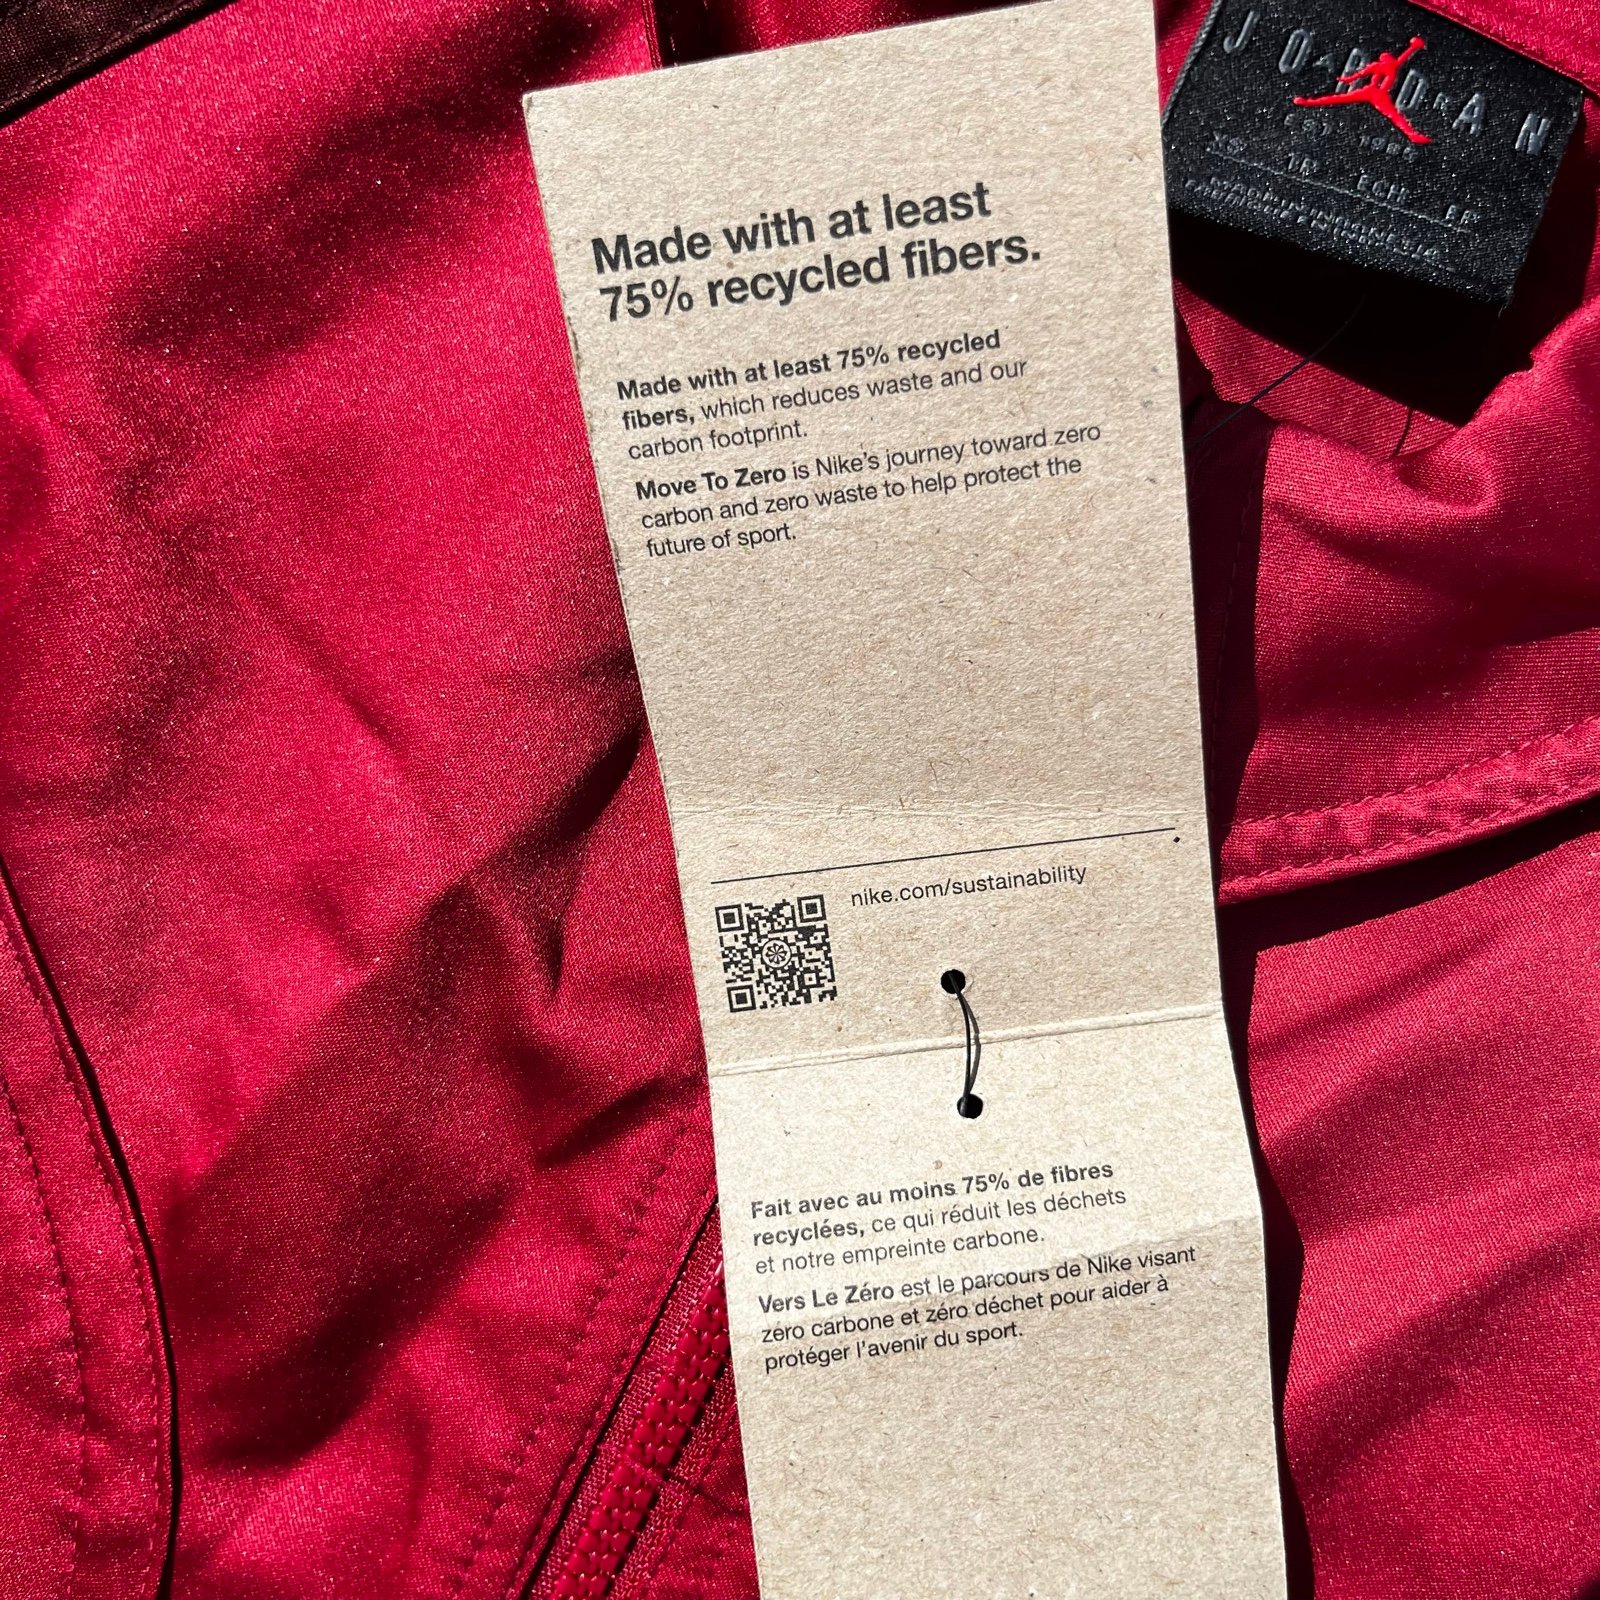 Made with at least
75% recycled fibers.
Made with at least 75% recycled
fibers, which reduces waste and our
carbon footprint.
Move To Zero is Nike's journey toward zero
carbon and zero waste to help protect the
future of sport.
nike.com/sustainability
Fait avec au moins 75% de fibres
recyclées, ce qui réduit les déchets
et notre empreinte carbone.
Vers Le Zéro est le parcours de Nike visant
zéro carbone et zéro déchet pour aider à
protéger l'avenir du sport.
JORDAN
XS